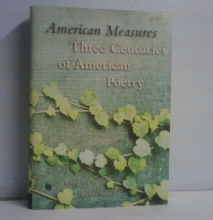 American Measures
Three Centuries
of American
Poetry